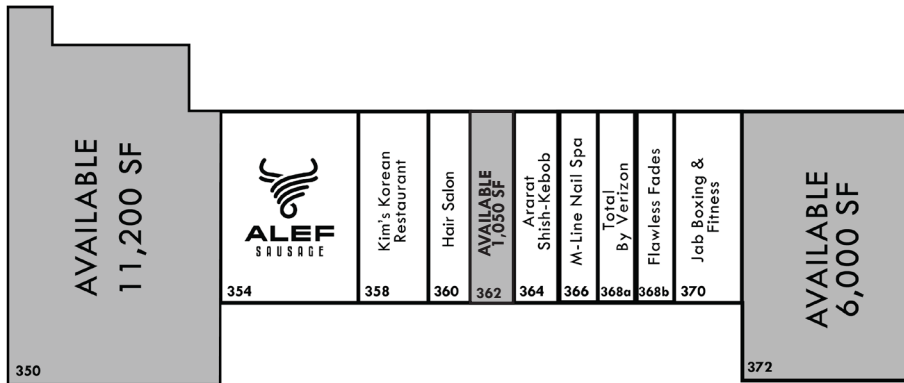 AVAILABLE
11,200 SF
350
ALEF
SAUSAGE
354
Kim's Korean
Restaurant
358
Hair Salon
360
AVAILABLE
1,050 SF
362
Ararat
Shish-Kebob
364
M-Line Nail Spa
366
Total
By Verizon
368a
Flawless Fades
368b
Jab Boxing &
Fitness
370
AVAILABLE
6,000 SF
372